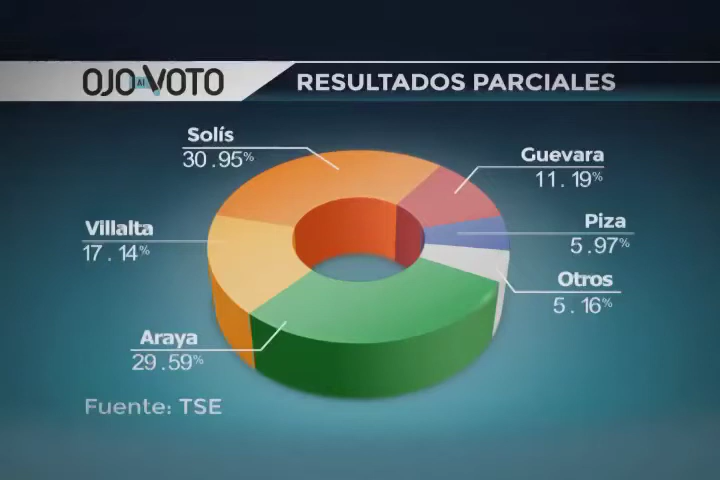 OJO AL VOTO
RESULTADOS PARCIALES
Solís
30.95%
Guevara
11.19%
Villalta
17.14%
Piza
5.97%
Otros
5.16%
Araya
29.59%
Fuente: TSE